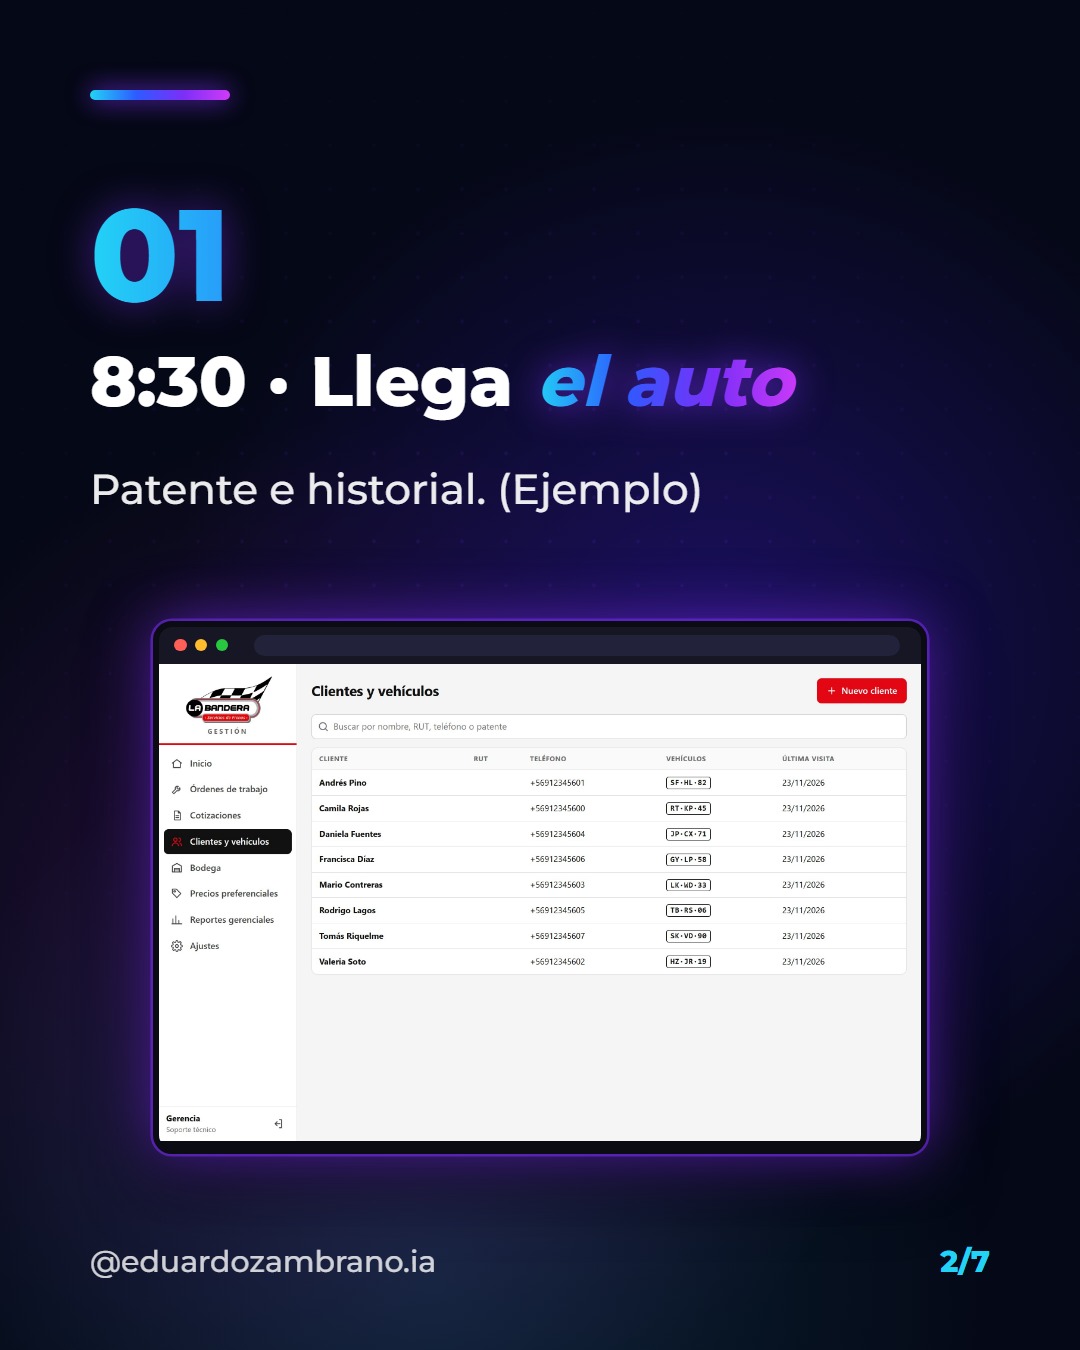 01
8:30 · Llega el auto
Patente e historial. (Ejemplo)
LA BANDERA
Servicios de Frenos
GESTIÓN
Inicio
Órdenes de trabajo
Cotizaciones
Clientes y vehículos
Bodega
Precios preferenciales
Reportes gerenciales
Ajustes
Gerencia
Soporte técnico
Clientes y vehículos
+ Nuevo cliente
Buscar por nombre, RUT, teléfono o patente
CLIENTE RUT TELÉFONO VEHÍCULOS ÚLTIMA VISITA
Andrés Pino +56912345601 SF·HL·82 23/11/2026
Camila Rojas +56912345600 RT·KP·45 23/11/2026
Daniela Fuentes +56912345604 JP·CX·71 23/11/2026
Francisca Díaz +56912345606 GY·LP·58 23/11/2026
Mario Contreras +56912345603 LK·WD·33 23/11/2026
Rodrigo Lagos +56912345605 TB·RS·06 23/11/2026
Tomás Riquelme +56912345607 SK·VD·90 23/11/2026
Valeria Soto +56912345602 HZ·JR·19 23/11/2026
@eduardozambrano.ia
2/7